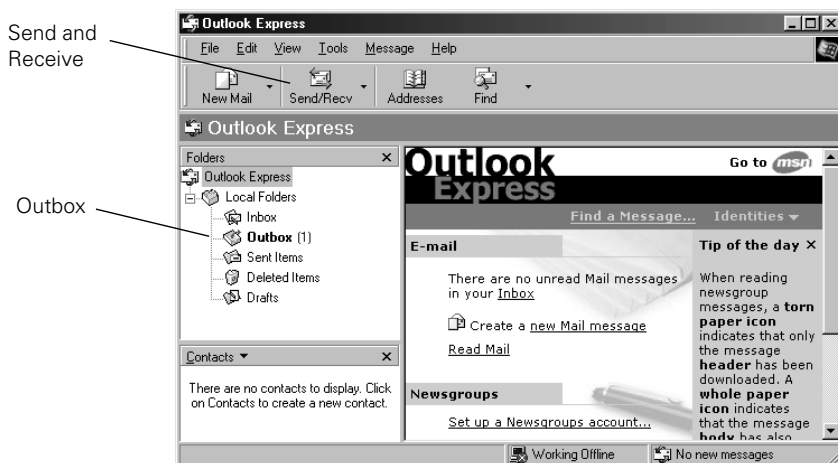 Send and
Receive
Outbox
Outlook Express
File Edit View Tools Message Help
New Mail Send/Recv Addresses Find
Outlook Express
Folders
Outlook Express
Local Folders
Inbox
Outbox (1)
Sent Items
Deleted Items
Drafts
Contacts
There are no contacts to display. Click
on Contacts to create a new contact.
Outlook
Express
Go to msn
Find a Message... Identities
E-mail
There are no unread Mail messages
in your Inbox
Create a new Mail message
Read Mail
Newsgroups
Set up a Newsgroups account...
Tip of the day
When reading
newsgroup
messages, a torn
paper icon
indicates that only
the message
header has been
downloaded. A
whole paper
icon indicates
that the message
body has also
Working Offline No new messages